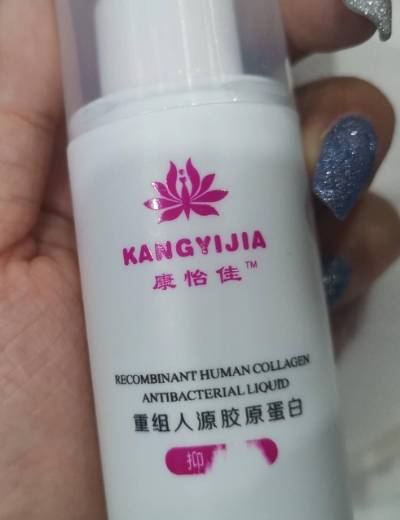 KANGYIJIA
康怡佳™
RECOMBINANT HUMAN COLLAGEN
ANTIBACTERIAL LIQUID
重组人源胶原蛋白
抑